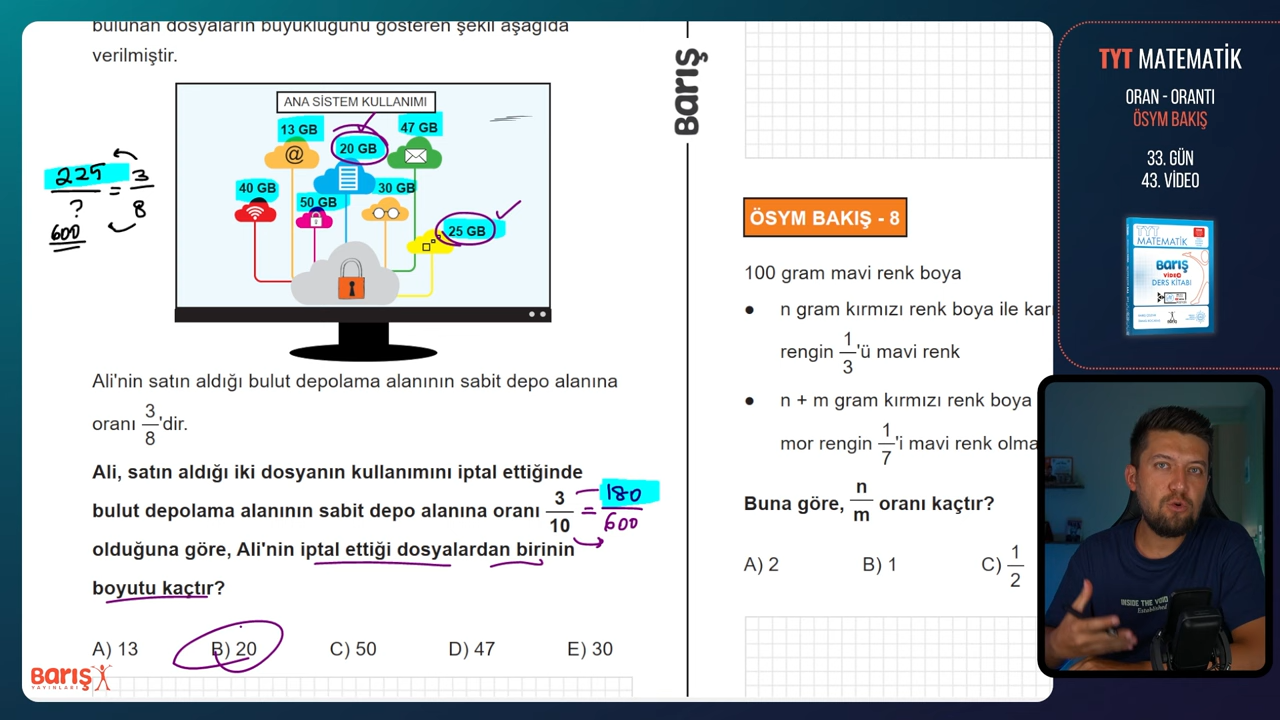 bulunan dosyaların büyüklüğünü gösteren şekil aşağıda
verilmiştir.
ANA SİSTEM KULLANIMI
13 GB
20 GB
47 GB
40 GB
50 GB
30 GB
25 GB
@
225 = 3
? 8
600
Ali'nin satın aldığı bulut depolama alanının sabit depo alanına
oranı 3/8'dir.
Ali, satın aldığı iki dosyanın kullanımını iptal ettiğinde
bulut depolama alanının sabit depo alanına oranı 3/10 = 180/600
olduğuna göre, Ali'nin iptal ettiği dosyalardan birinin
boyutu kaçtır?
A) 13 B) 20 C) 50 D) 47 E) 30
BARIŞ
YAYINLARI
Barış
ÖSYM BAKIŞ - 8
100 gram mavi renk boya
● n gram kırmızı renk boya ile kar
rengin 1/3'ü mavi renk
● n + m gram kırmızı renk boya
mor rengin 1/7'i mavi renk olma
Buna göre, n/m oranı kaçtır?
A) 2 B) 1 C) 1/2
TYT MATEMATİK
ORAN - ORANTI
ÖSYM BAKIŞ
33. GÜN
43. VİDEO
TYT
MATEMATİK
BARIŞ
VİDEO
DERS KİTABI
INSIDE THE VOID
Established